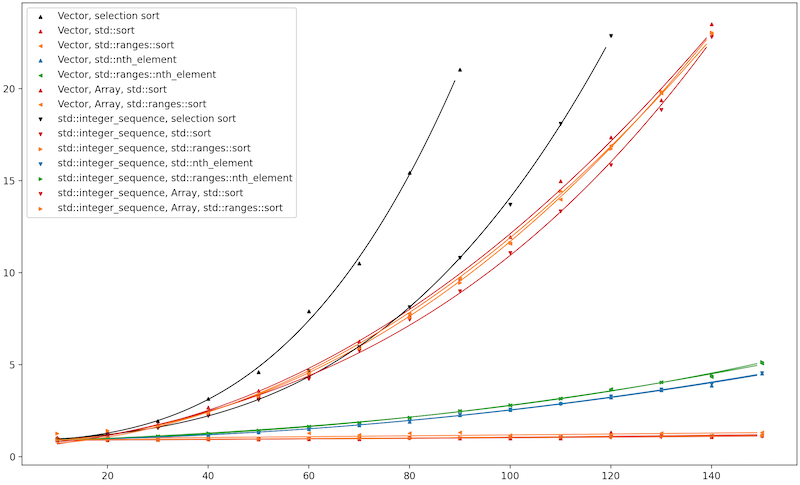 Vector, selection sort
Vector, std::sort
Vector, std::ranges::sort
Vector, std::nth_element
Vector, std::ranges::nth_element
Vector, Array, std::sort
Vector, Array, std::ranges::sort
std::integer_sequence, selection sort
std::integer_sequence, std::sort
std::integer_sequence, std::ranges::sort
std::integer_sequence, std::nth_element
std::integer_sequence, std::ranges::nth_element
std::integer_sequence, Array, std::sort
std::integer_sequence, Array, std::ranges::sort
20
15
10
5
0
20 40 60 80 100 120 140